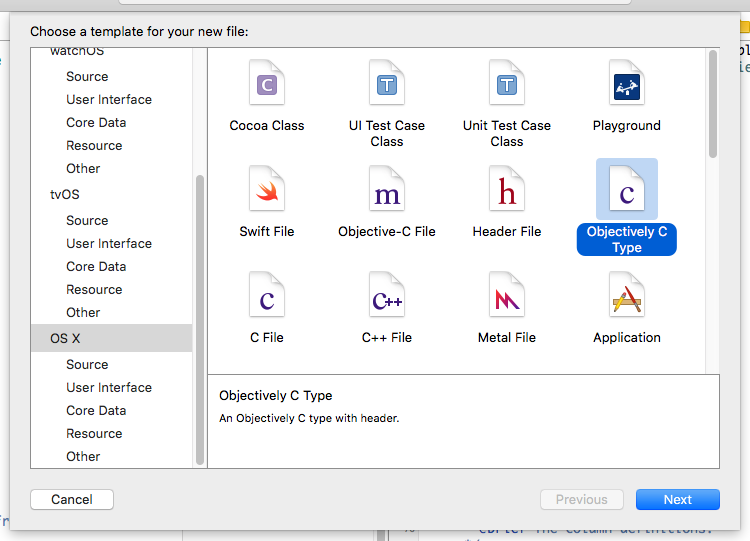 Choose a template for your new file:
watchOS
Source
User Interface
Core Data
Resource
Other
tvOS
Source
User Interface
Core Data
Resource
Other
OS X
Source
User Interface
Core Data
Resource
Other
C
T
T
Cocoa Class
UI Test Case
Class
Unit Test Case
Class
Playground
m
h
c
Swift File
Objective-C File
Header File
Objectively C
Type
c
C++
C File
C++ File
Metal File
Application
Objectively C Type
An Objectively C type with header.
Cancel
Previous
Next